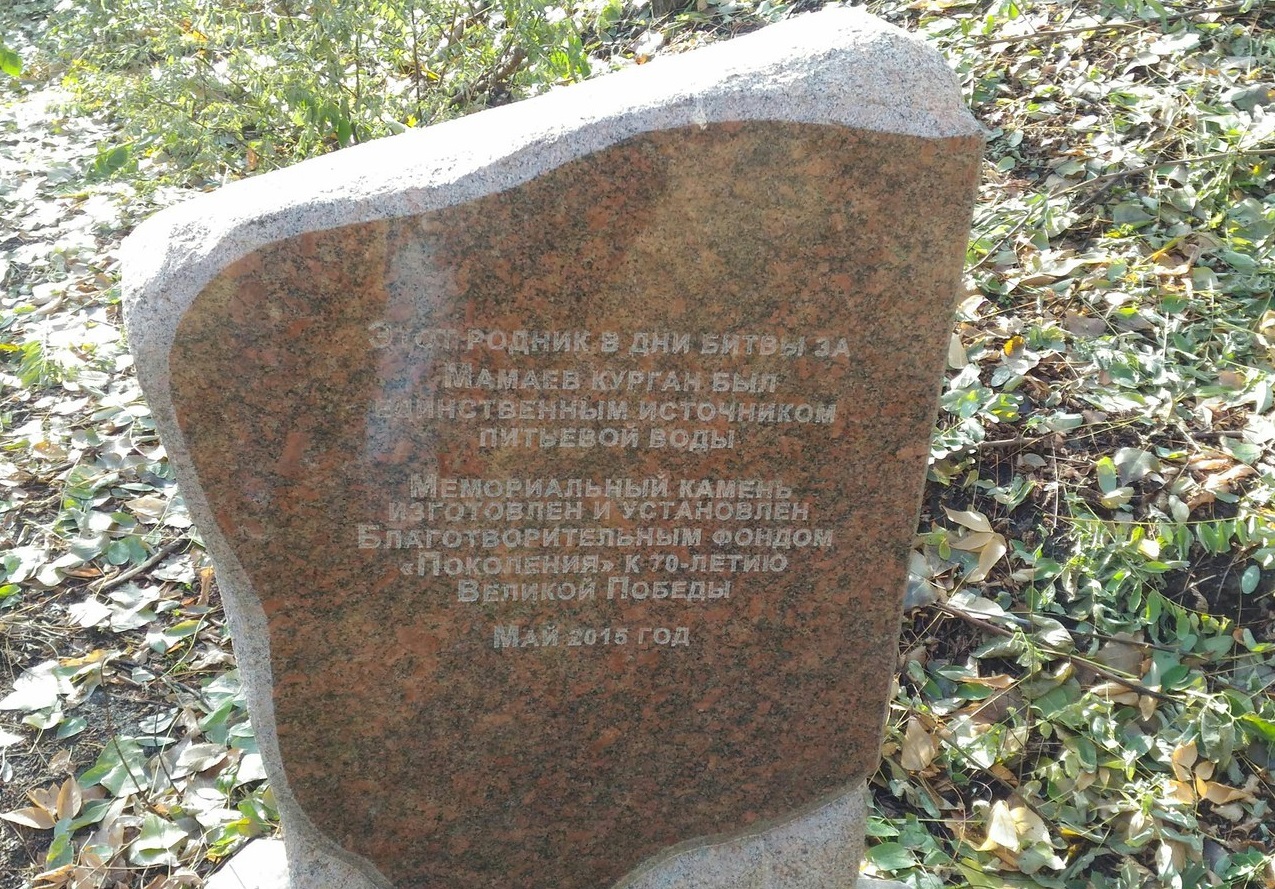 Этот родник в дни битвы за
Мамаев курган был
единственным источником
питьевой воды
Мемориальный камень
изготовлен и установлен
Благотворительным фондом
«Поколения» к 70-летию
Великой Победы
Май 2015 год